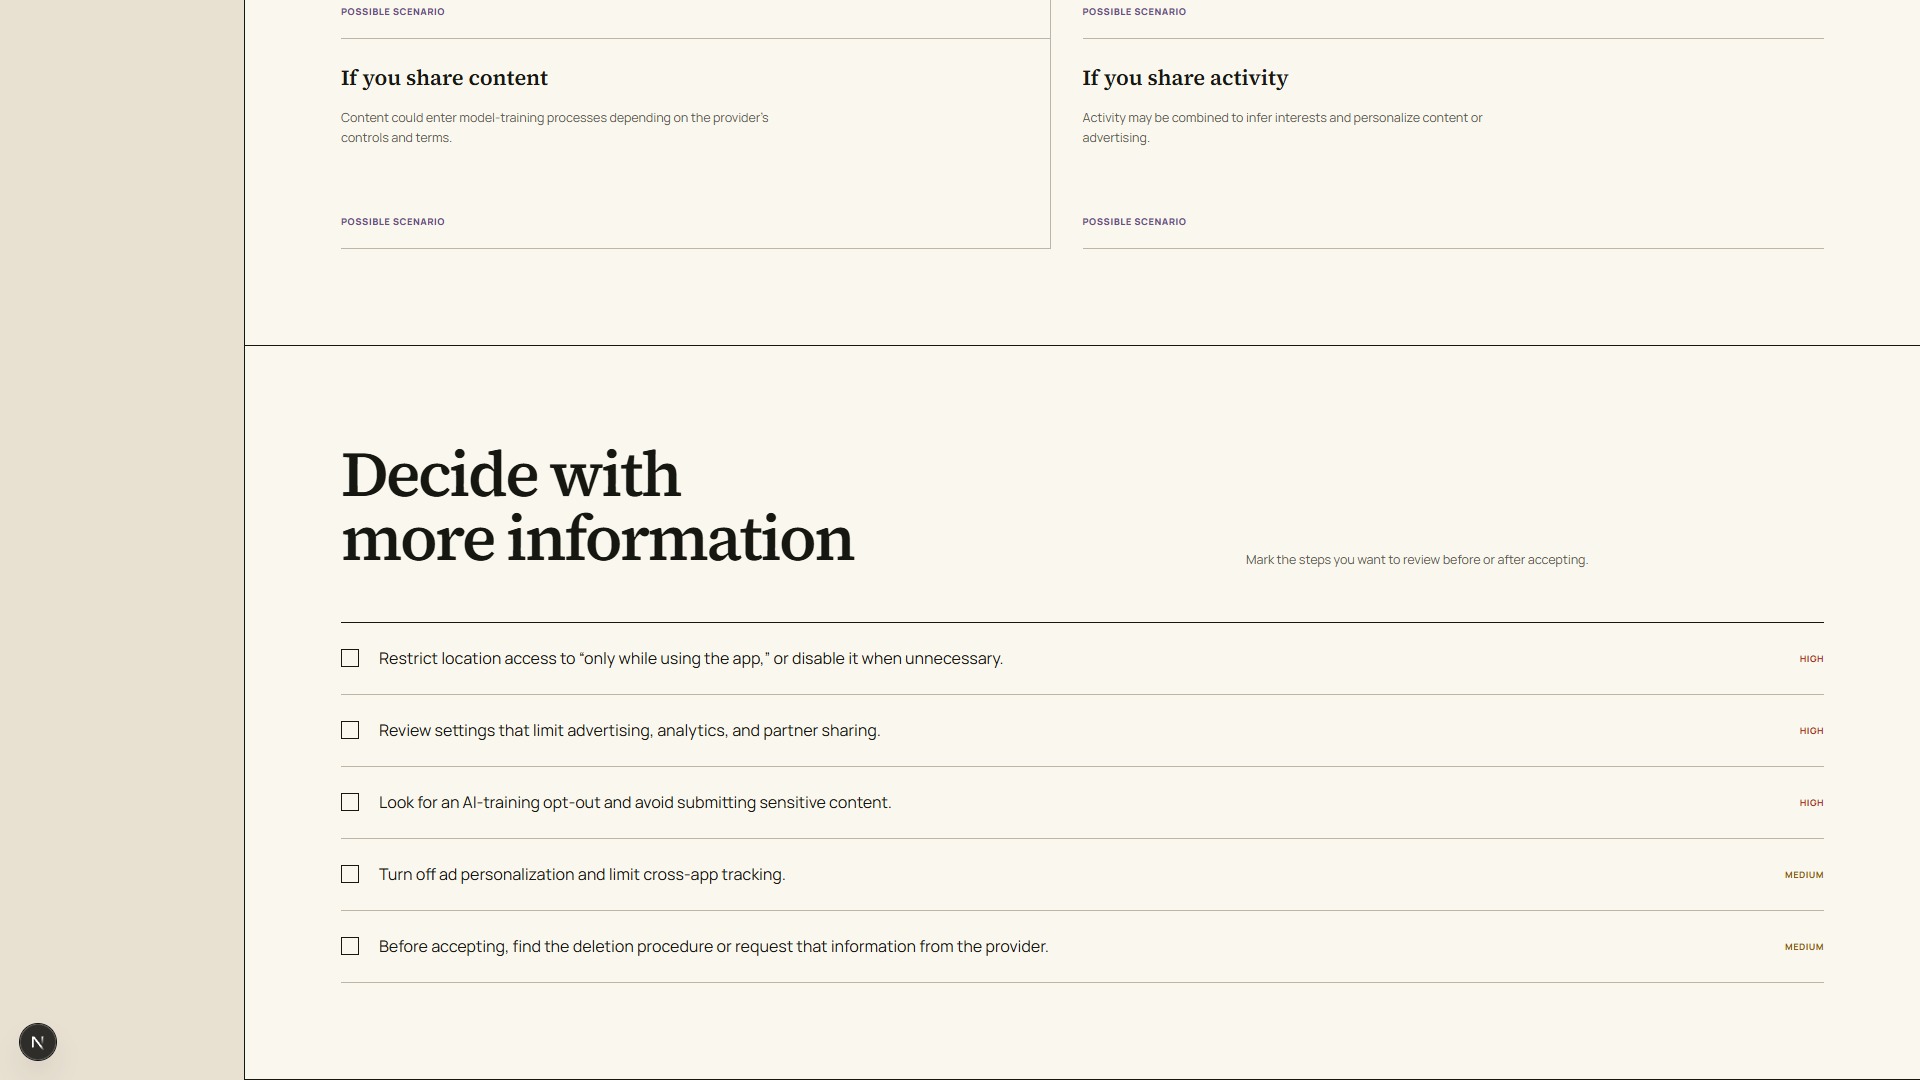 POSSIBLE SCENARIO
POSSIBLE SCENARIO
If you share content
Content could enter model-training processes depending on the provider’s
controls and terms.
POSSIBLE SCENARIO
If you share activity
Activity may be combined to infer interests and personalize content or
advertising.
POSSIBLE SCENARIO
Decide with
more information
Mark the steps you want to review before or after accepting.
Restrict location access to “only while using the app,” or disable it when unnecessary.
HIGH
Review settings that limit advertising, analytics, and partner sharing.
HIGH
Look for an AI-training opt-out and avoid submitting sensitive content.
HIGH
Turn off ad personalization and limit cross-app tracking.
MEDIUM
Before accepting, find the deletion procedure or request that information from the provider.
MEDIUM
N